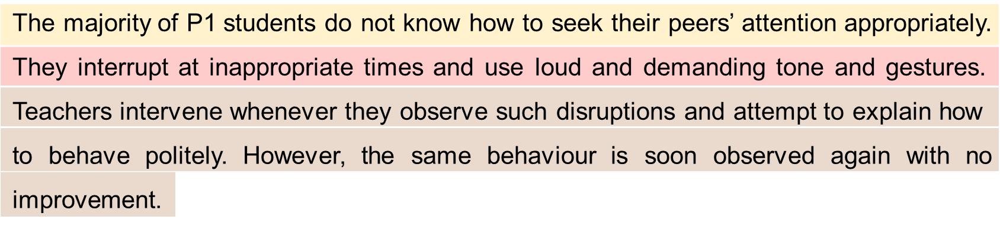 The majority of P1 students do not know how to seek their peers’ attention appropriately.
They interrupt at inappropriate times and use loud and demanding tone and gestures.
Teachers intervene whenever they observe such disruptions and attempt to explain how
to behave politely. However, the same behaviour is soon observed again with no
improvement.